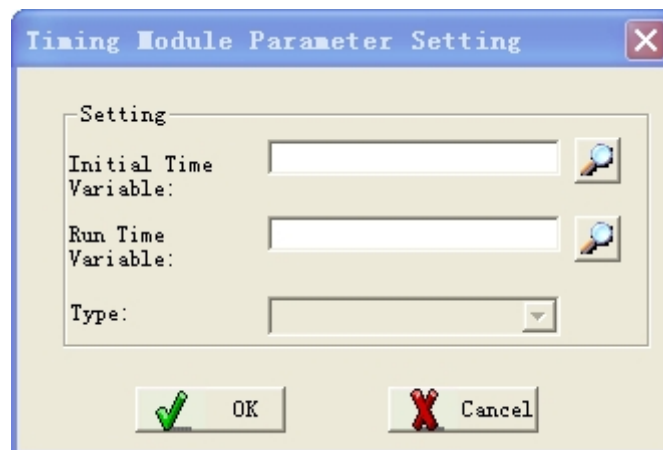 Timing Module Parameter Setting
Setting
Initial Time
Variable:
Run Time
Variable:
Type:
OK
Cancel